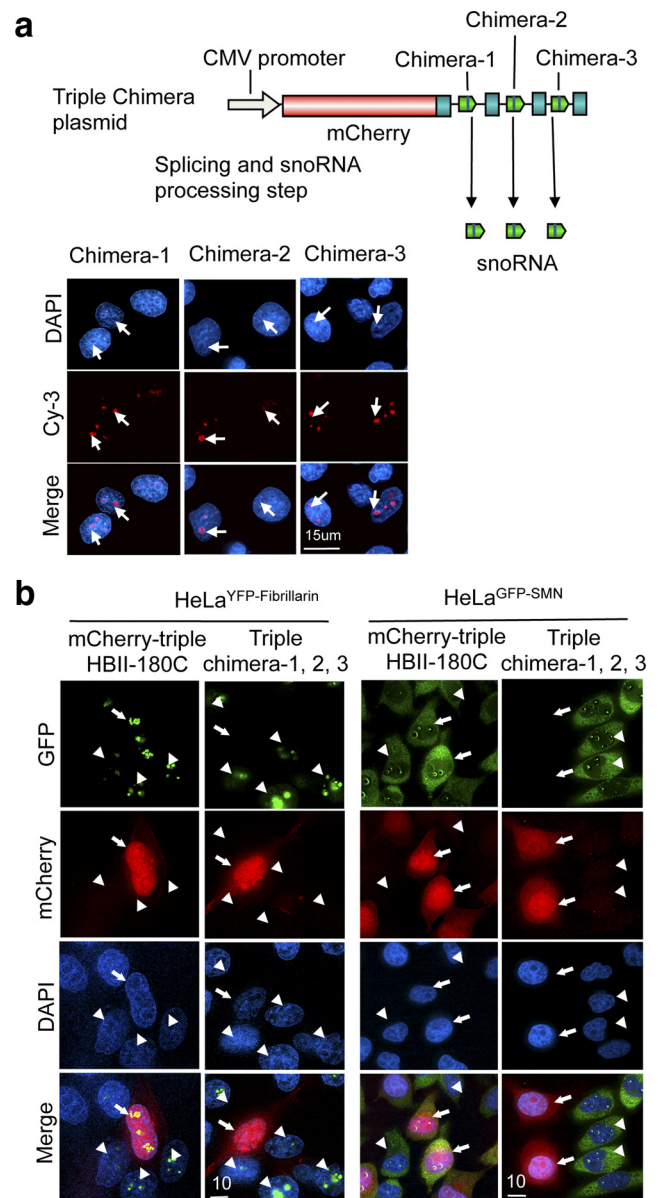 a
Chimera-2
CMV promoter
Chimera-1
Chimera-3
Triple Chimera
plasmid
mCherry
Splicing and snoRNA
processing step
snoRNA
Chimera-1 Chimera-2 Chimera-3
DAPI
Cy-3
Merge
15um
b
HeLaYFP-Fibrillarin
HeLaGFP-SMN
mCherry-triple
HBII-180C
Triple
chimera-1, 2, 3
mCherry-triple
HBII-180C
Triple
chimera-1, 2, 3
GFP
mCherry
DAPI
Merge
10
10